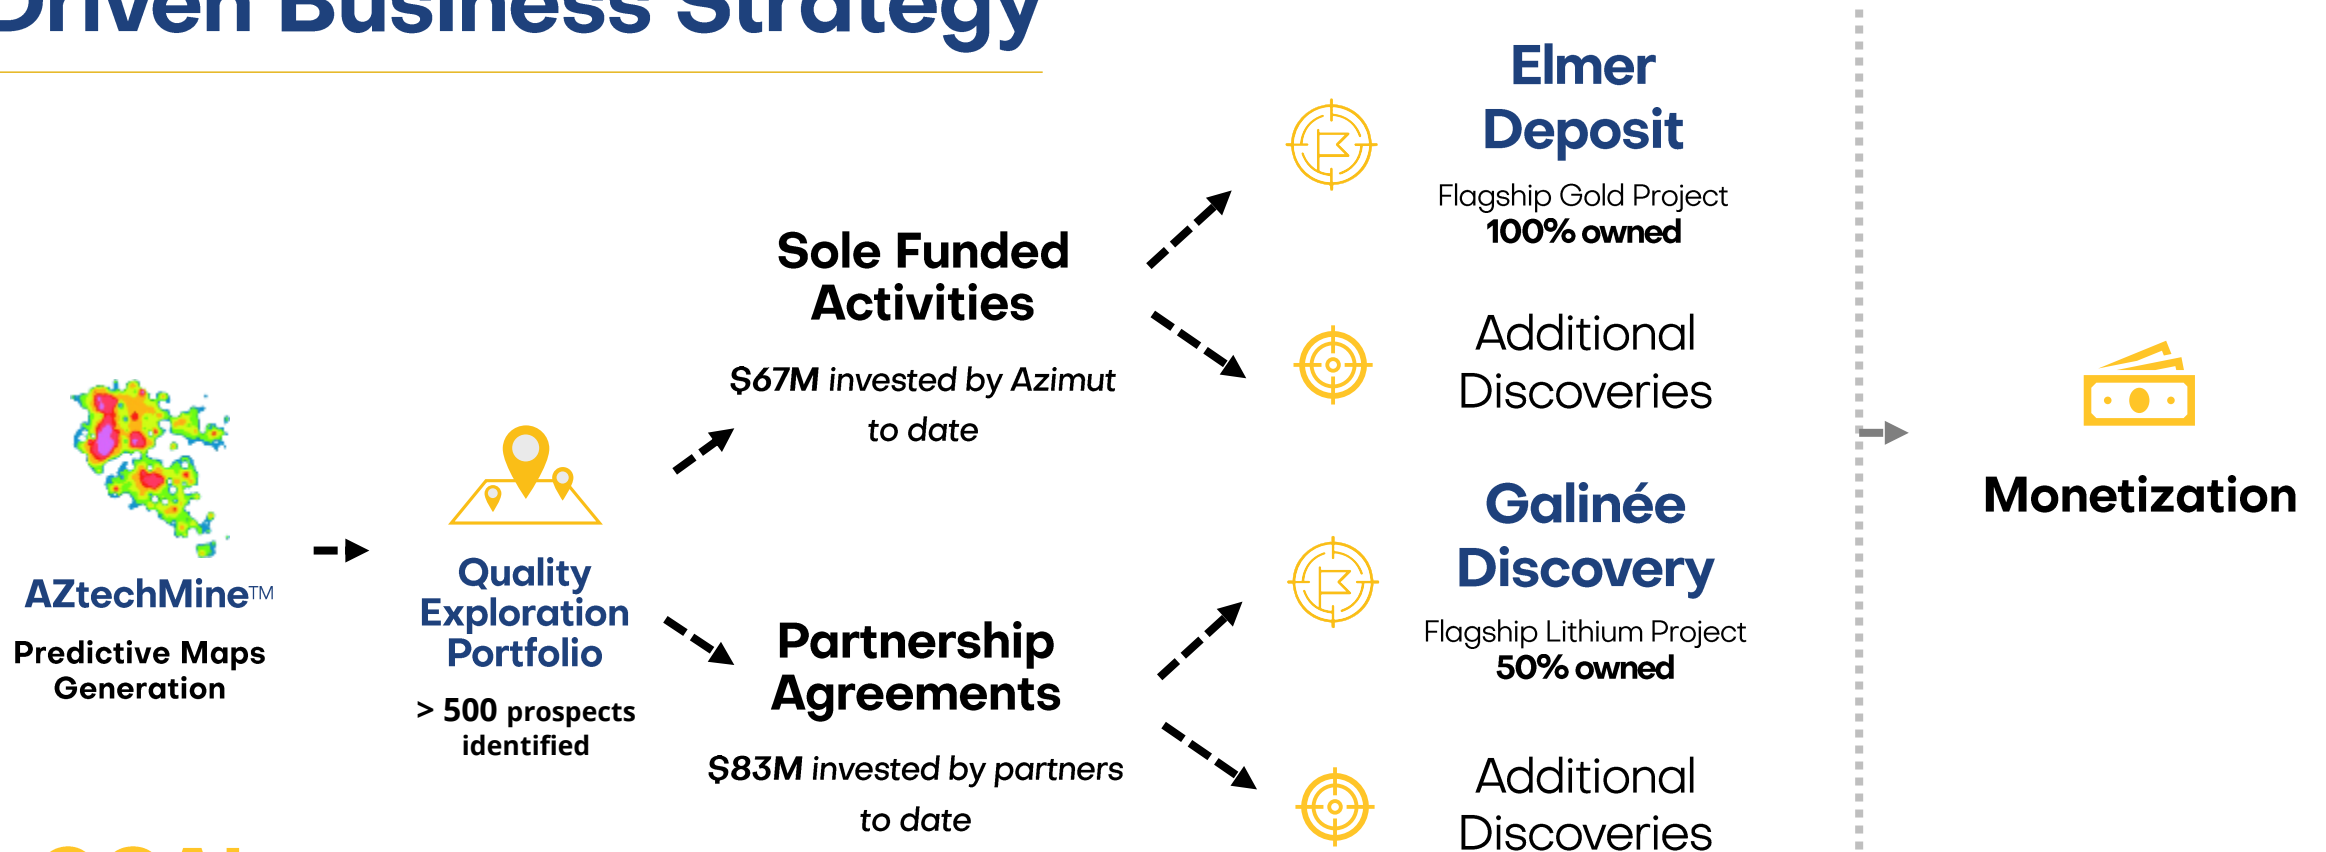 Driven Business Strategy
Elmer
Deposit
Flagship Gold Project
100% owned
Sole Funded
Activities
$67M invested by Azimut
to date
Additional
Discoveries
AZtechMine™
Predictive Maps
Generation
Quality
Exploration
Portfolio
> 500 prospects
identified
Galinée
Discovery
Flagship Lithium Project
50% owned
Partnership
Agreements
$83M invested by partners
to date
Additional
Discoveries
Monetization